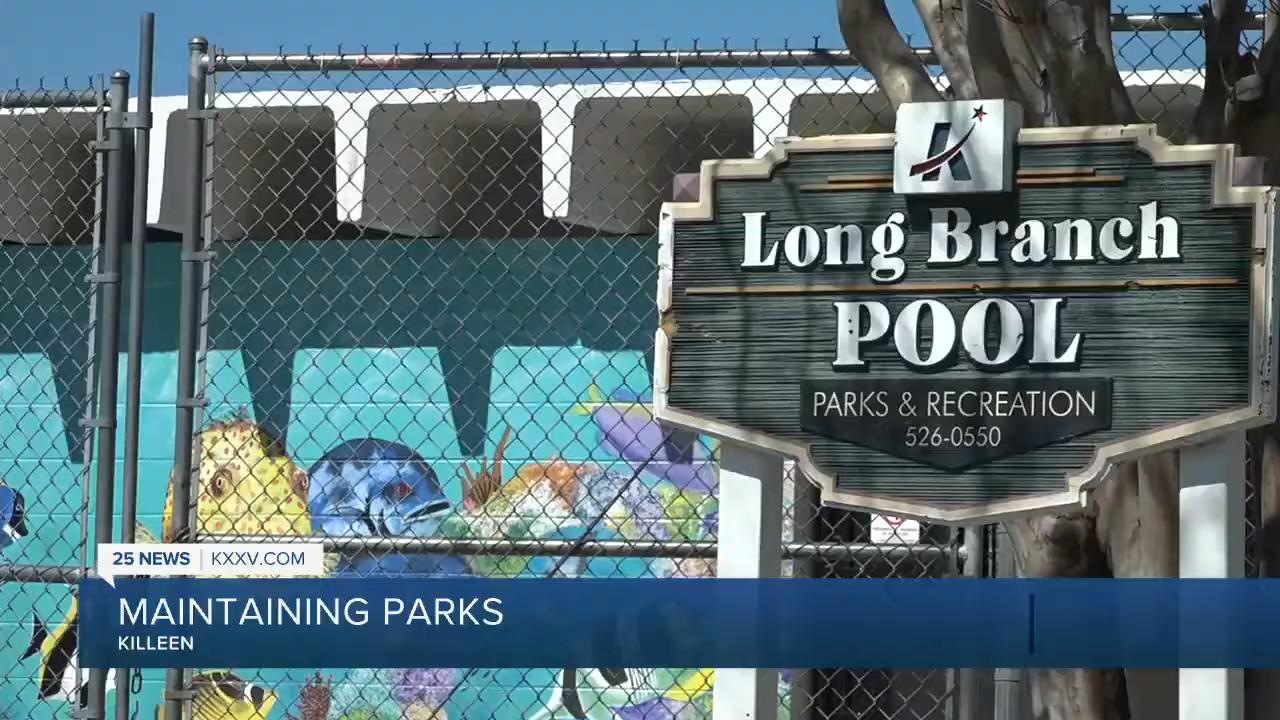 K
Long Branch
POOL
PARKS & RECREATION
526-0550
25 NEWS | KXXV.COM
MAINTAINING PARKS
KILLEEN